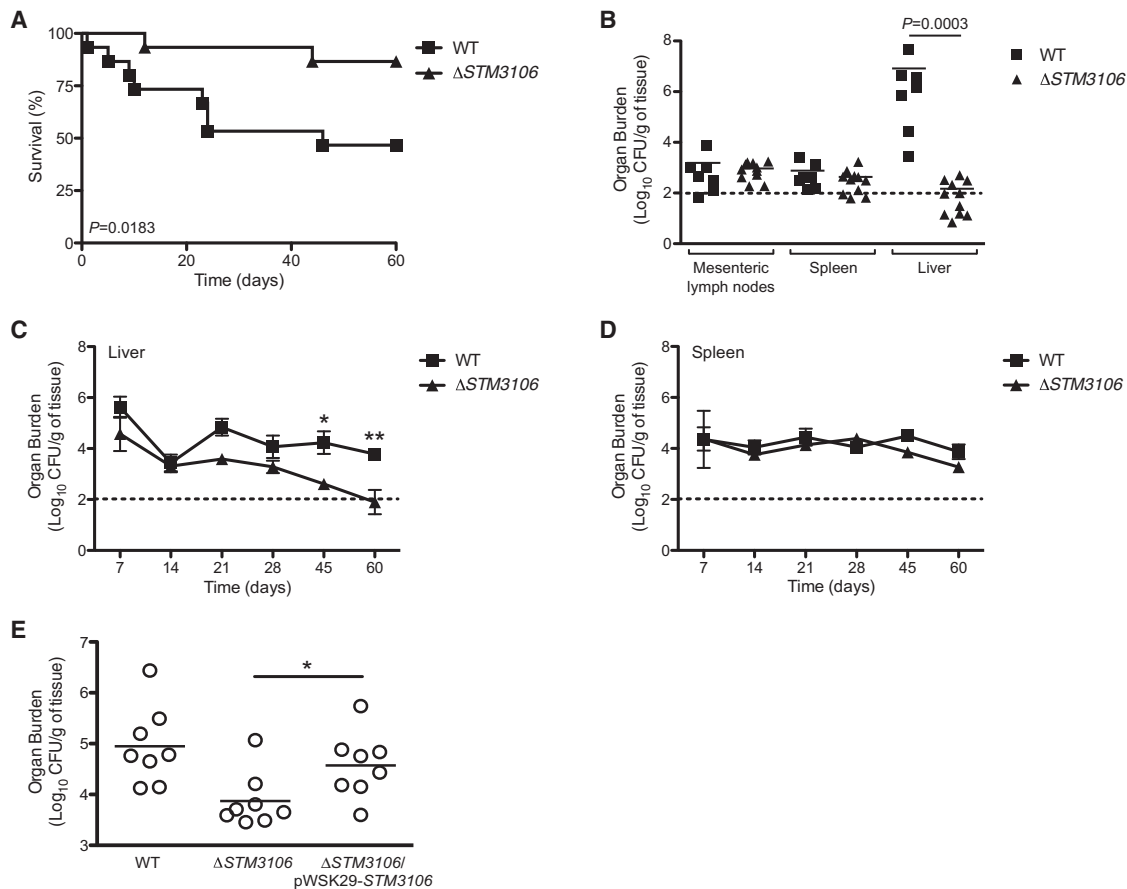 A
100
75
50
25
0
Survival (%)
P=0.0183
0
20
40
60
Time (days)
WT
ΔSTM3106
B
P=0.0003
8
6
4
2
0
Organ Burden
(Log10 CFU/g of tissue)
Mesenteric
lymph nodes
Spleen
Liver
WT
ΔSTM3106
C
Liver
8
6
4
2
0
Organ Burden
(Log10 CFU/g of tissue)
*
**
7
14
21
28
45
60
Time (days)
WT
ΔSTM3106
D
Spleen
8
6
4
2
0
Organ Burden
(Log10 CFU/g of tissue)
7
14
21
28
45
60
Time (days)
WT
ΔSTM3106
E
7
6
5
4
3
Organ Burden
(Log10 CFU/g of tissue)
*
WT
ΔSTM3106
ΔSTM3106/
pWSK29-STM3106